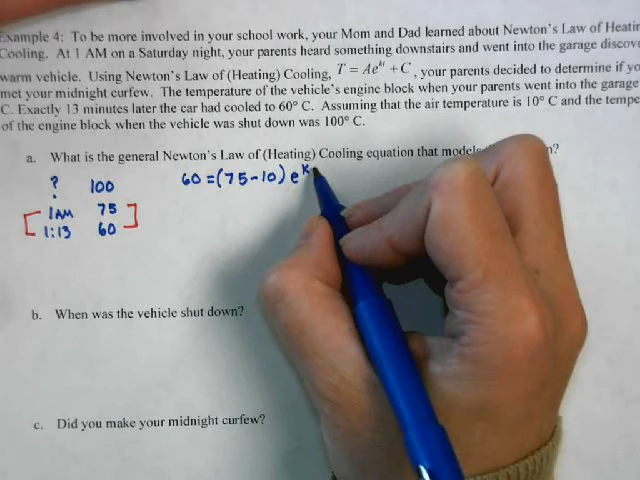 Example 4: To be more involved in your school work, your Mom and Dad learned about Newton's Law of
Cooling. At 1 AM on a Saturday night, your parents heard something downstairs and went into the garage
warm vehicle. Using Newton's Law of (Heating) Cooling, T = Ae^{kt} + C, your parents decided to determine if
met your midnight curfew. The temperature of the vehicle's engine block when your parents went into the garage
C. Exactly 13 minutes later the car had cooled to 60° C. Assuming that the air temperature is 10° C and the
of the engine block when the vehicle was shut down was 100° C.
a. What is the general Newton's Law of (Heating) Cooling equation that
? 100 60 = (75-10) e^k
1AM 75
1:13 60
b. When was the vehicle shut down?
c. Did you make your midnight curfew?